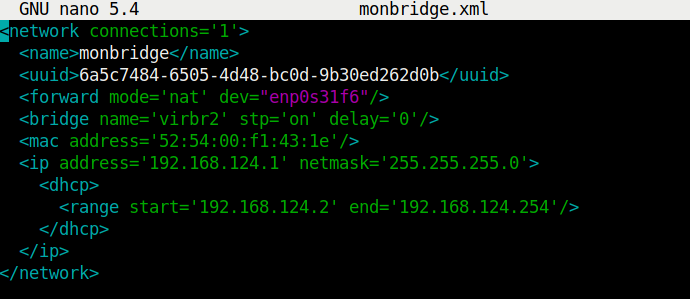 GNU nano 5.4 monbridge.xml
<network connections='1'>
<name>monbridge</name>
<uuid>6a5c7484-6505-4d48-bc0d-9b30ed262d0b</uuid>
<forward mode='nat' dev="enp0s31f6"/>
<bridge name='virbr2' stp='on' delay='0'/>
<mac address='52:54:00:f1:43:1e'/>
<ip address='192.168.124.1' netmask='255.255.255.0'>
<dhcp>
<range start='192.168.124.2' end='192.168.124.254'/>
</dhcp>
</ip>
</network>